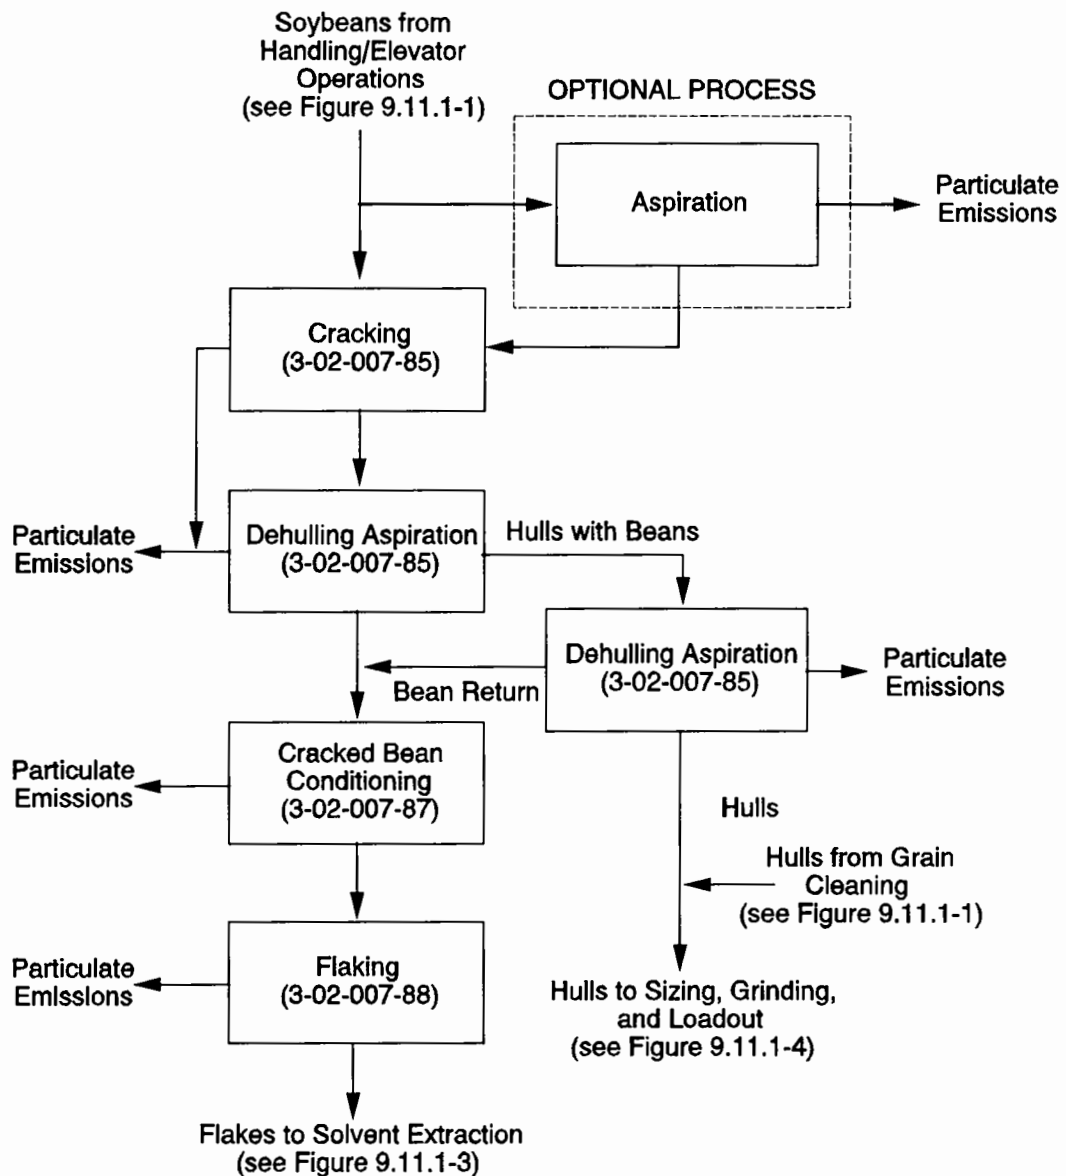 Soybeans from
Handling/Elevator
Operations
(see Figure 9.11.1-1)
OPTIONAL PROCESS
Aspiration
Particulate
Emissions
Cracking
(3-02-007-85)
Particulate
Emissions
Dehulling Aspiration
(3-02-007-85)
Hulls with Beans
Dehulling Aspiration
(3-02-007-85)
Particulate
Emissions
Bean Return
Particulate
Emissions
Cracked Bean
Conditioning
(3-02-007-87)
Hulls
Hulls from Grain
Cleaning
(see Figure 9.11.1-1)
Particulate
Emissions
Flaking
(3-02-007-88)
Hulls to Sizing, Grinding,
and Loadout
(see Figure 9.11.1-4)
Flakes to Solvent Extraction
(see Figure 9.11.1-3)